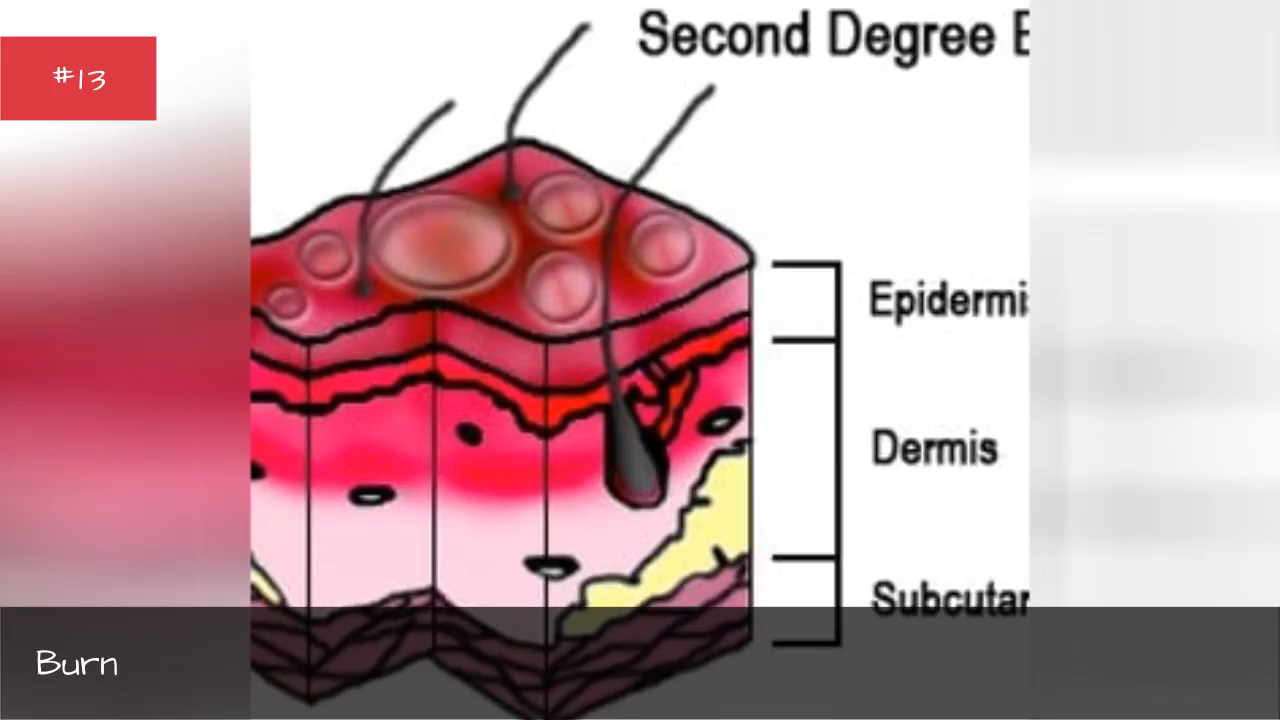 #13
Second Degree
Epidermi
Dermis
Subcutar
Burn